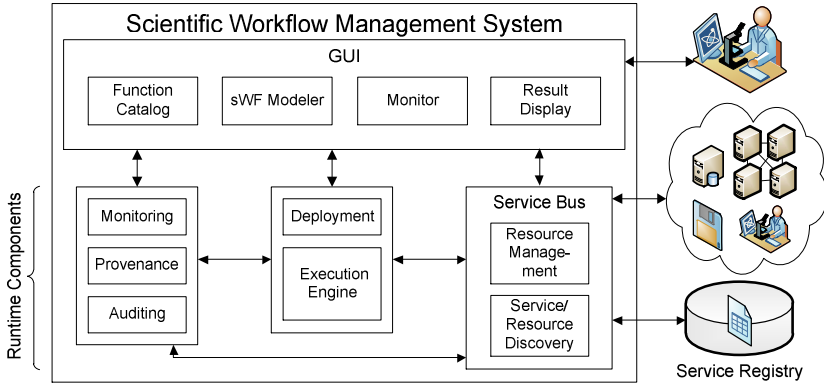 Scientific Workflow Management System
GUI
Function
Catalog
sWF Modeler
Monitor
Result
Display
Runtime Components
Monitoring
Provenance
Auditing
Deployment
Execution
Engine
Service Bus
Resource
Manage-
ment
Service/
Resource
Discovery
Service Registry